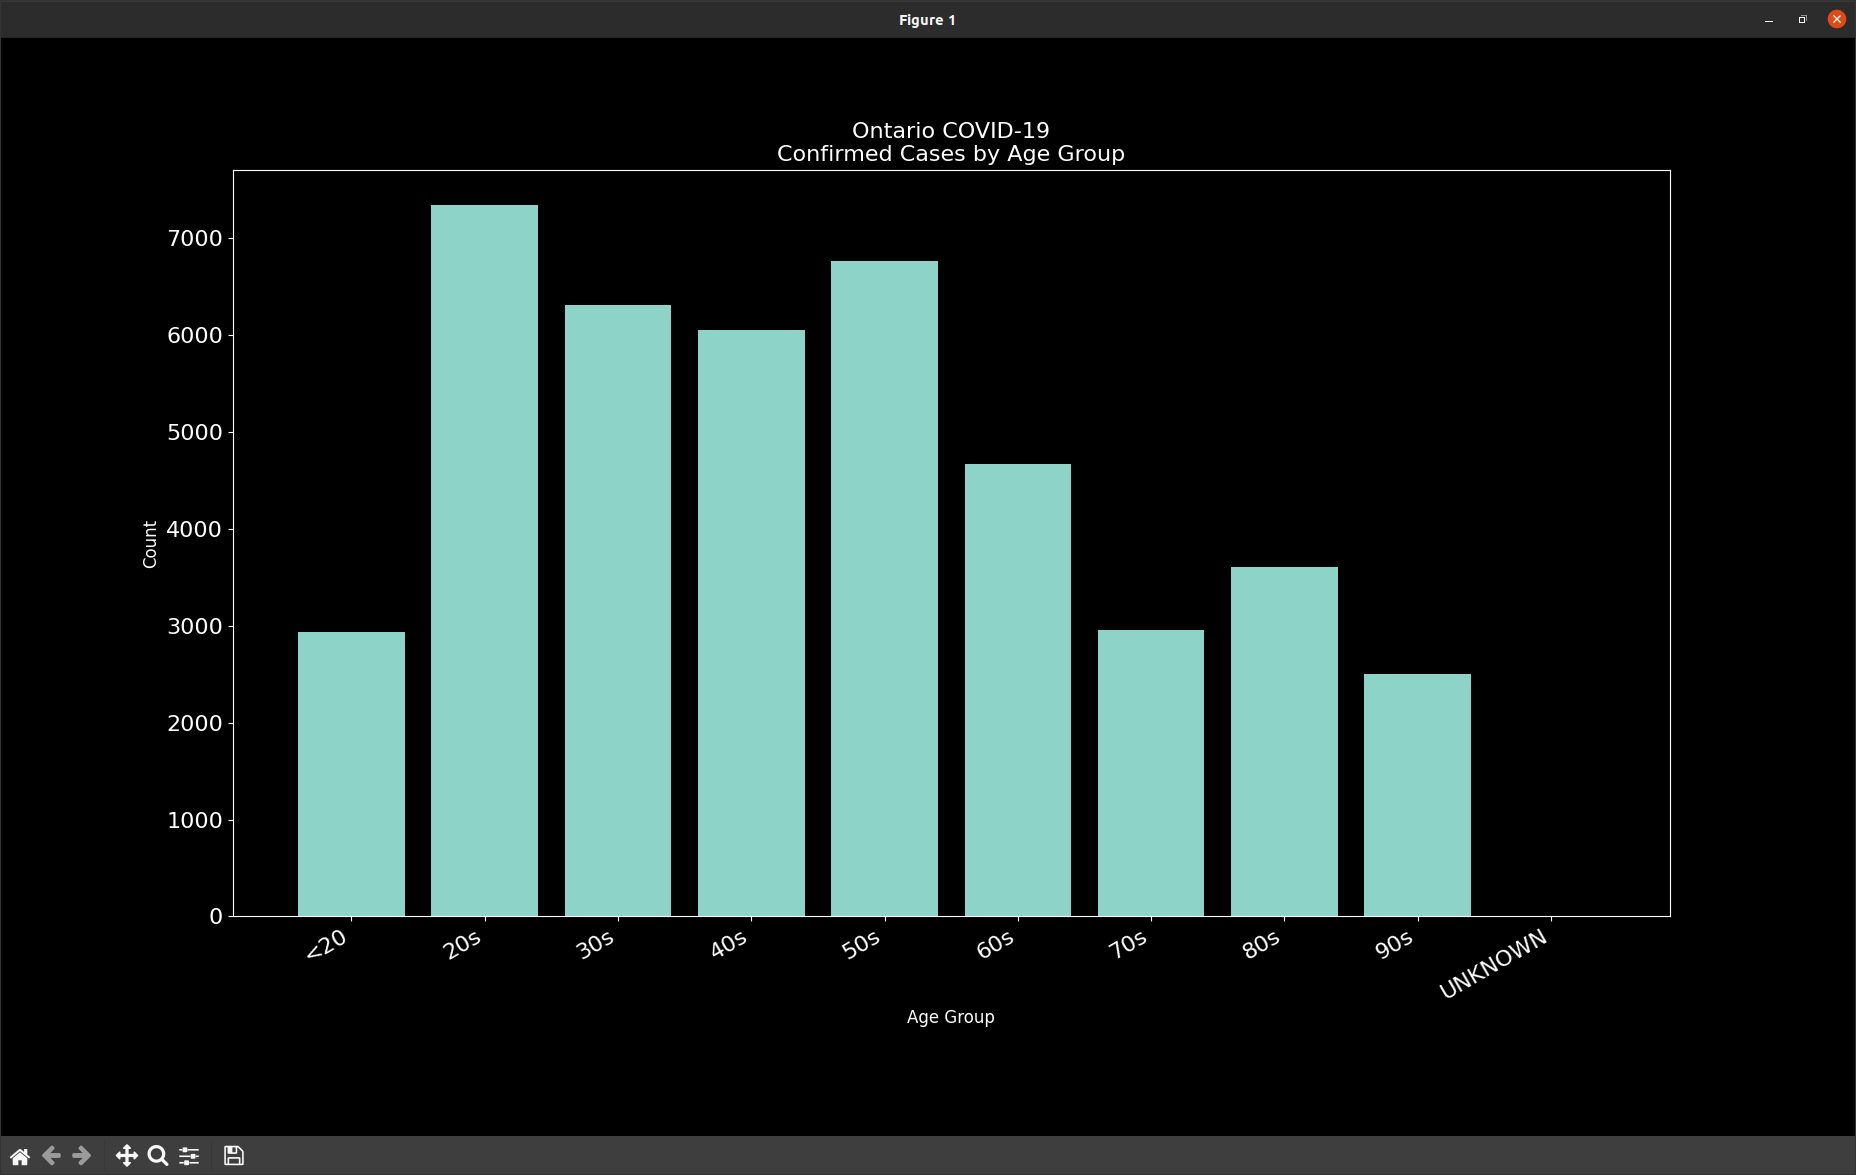 Figure 1
Ontario COVID-19
Confirmed Cases by Age Group
7000
6000
5000
4000
3000
2000
1000
0
Count
<20
20s
30s
40s
50s
60s
70s
80s
90s
UNKNOWN
Age Group